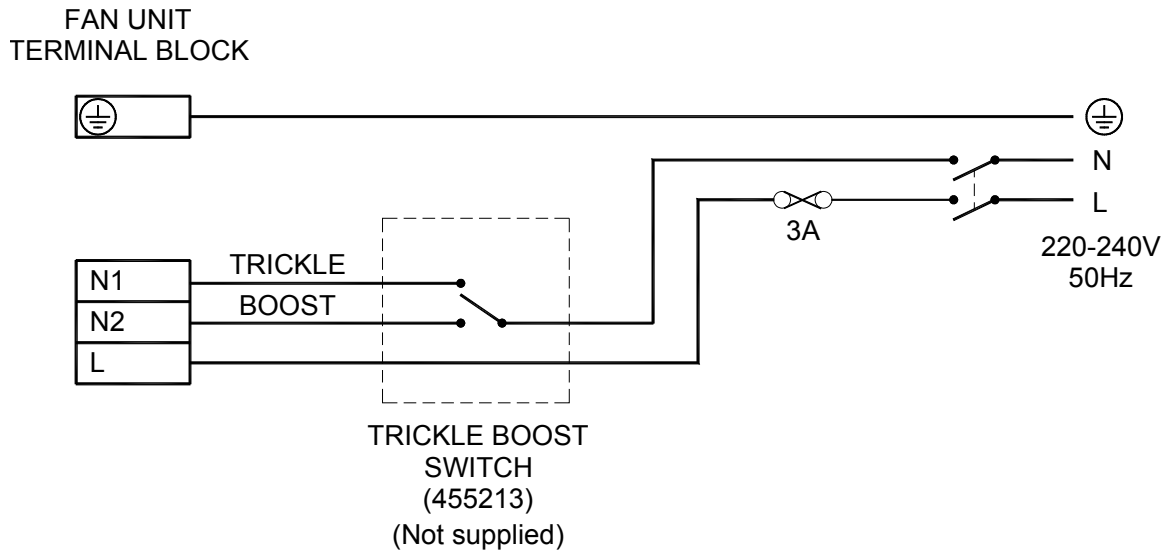 FAN UNIT
TERMINAL BLOCK
N
L
3A
220-240V
50Hz
N1
TRICKLE
N2
BOOST
L
TRICKLE BOOST
SWITCH
(455213)
(Not supplied)